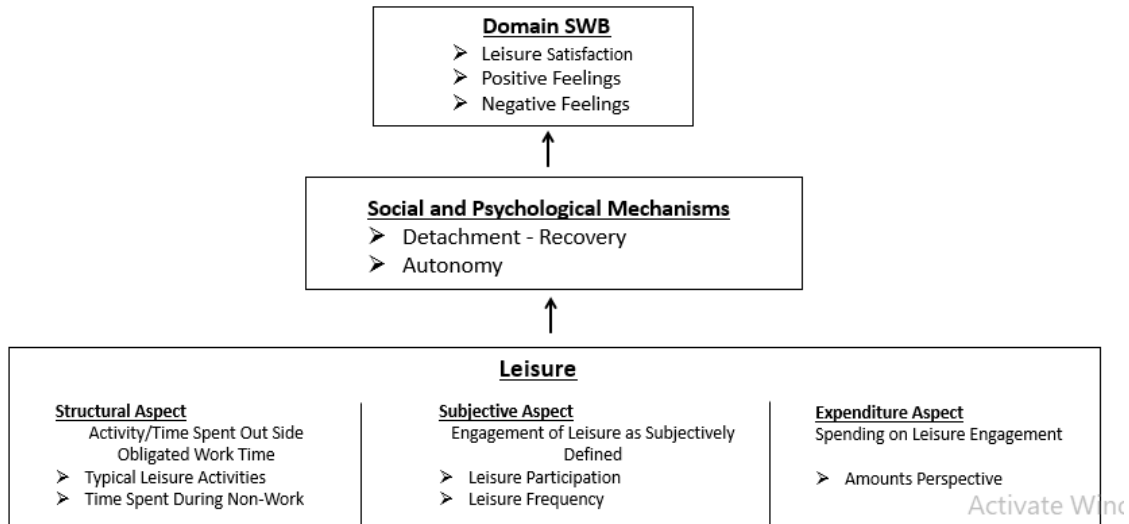 Domain SWB
➢ Leisure Satisfaction
➢ Positive Feelings
➢ Negative Feelings
Social and Psychological Mechanisms
➢ Detachment - Recovery
➢ Autonomy
Leisure
Structural Aspect
Activity/Time Spent Out Side
Obligated Work Time
➢ Typical Leisure Activities
➢ Time Spent During Non-Work
Subjective Aspect
Engagement of Leisure as Subjectively
Defined
➢ Leisure Participation
➢ Leisure Frequency
Expenditure Aspect
Spending on Leisure Engagement
➢ Amounts Perspective
Activate Wind